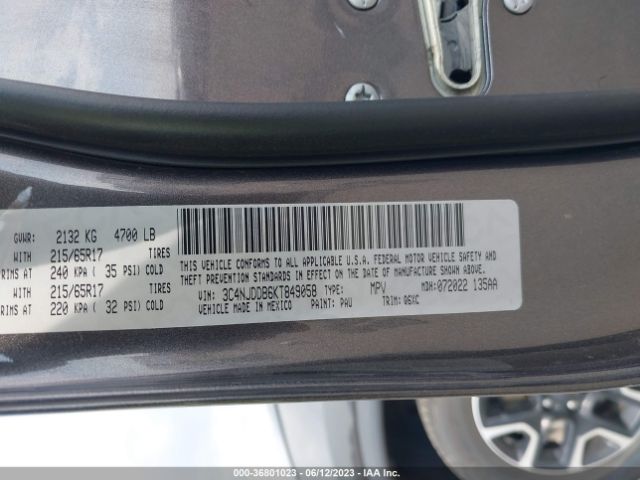 GVWR: 2132 KG 4700 LB
WITH 215/65R17 TIRES
RIMS AT 240 KPA ( 35 PSI) COLD
WITH 215/65R17 TIRES
RIMS AT 220 KPA ( 32 PSI) COLD
THIS VEHICLE CONFORMS TO ALL APPLICABLE U.S.A. FEDERAL MOTOR VEHICLE SAFETY AND
THEFT PREVENTION STANDARDS IN EFFECT ON THE DATE OF MANUFACTURE SHOWN ABOVE.
VIN: 3C4NJDDB6KT849058 TYPE: MPV MDH:072022 135AA
VEHICLE MADE IN MEXICO PAINT: PAU TRIM: G6XC
000-36801023 - 06/12/2023 - IAA Inc.